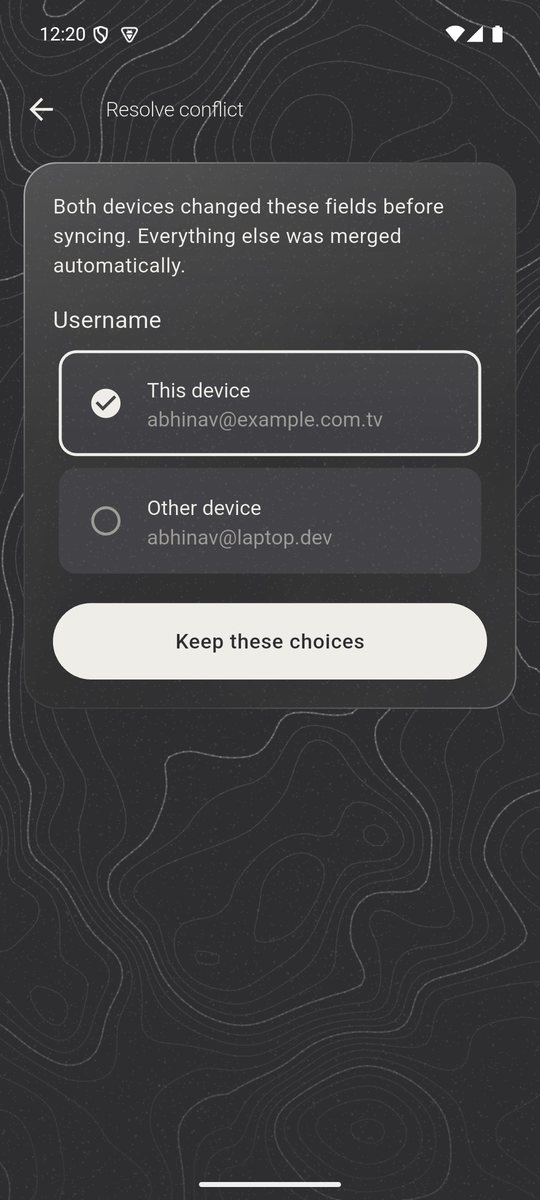 12:20
Resolve conflict
Both devices changed these fields before
syncing. Everything else was merged
automatically.
Username
This device
abhinav@example.com.tv
Other device
abhinav@laptop.dev
Keep these choices